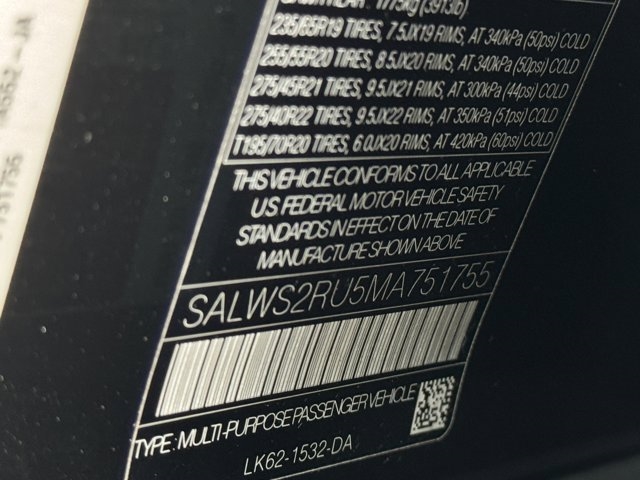 1775kg (3913lb)
235/65R19 TIRES, 7.5JX19 RIMS, AT 340kPa (50psi) COLD
255/55R20 TIRES, 8.5JX20 RIMS, AT 340kPa (50psi) COLD
275/45R21 TIRES, 9.5JX21 RIMS, AT 300kPa (44psi) COLD
275/40R22 TIRES, 9.5JX22 RIMS, AT 350kPa (51psi) COLD
T195/70R20 TIRES, 6.0JX20 RIMS, AT 420kPa (60psi) COLD
THIS VEHICLE CONFORMS TO ALL APPLICABLE
U.S. FEDERAL MOTOR VEHICLE SAFETY
STANDARDS IN EFFECT ON THE DATE OF
MANUFACTURE SHOWN ABOVE
SALWS2RU5MA751755
TYPE: MULTI-PURPOSE PASSENGER VEHICLE
LK62-1532-DA